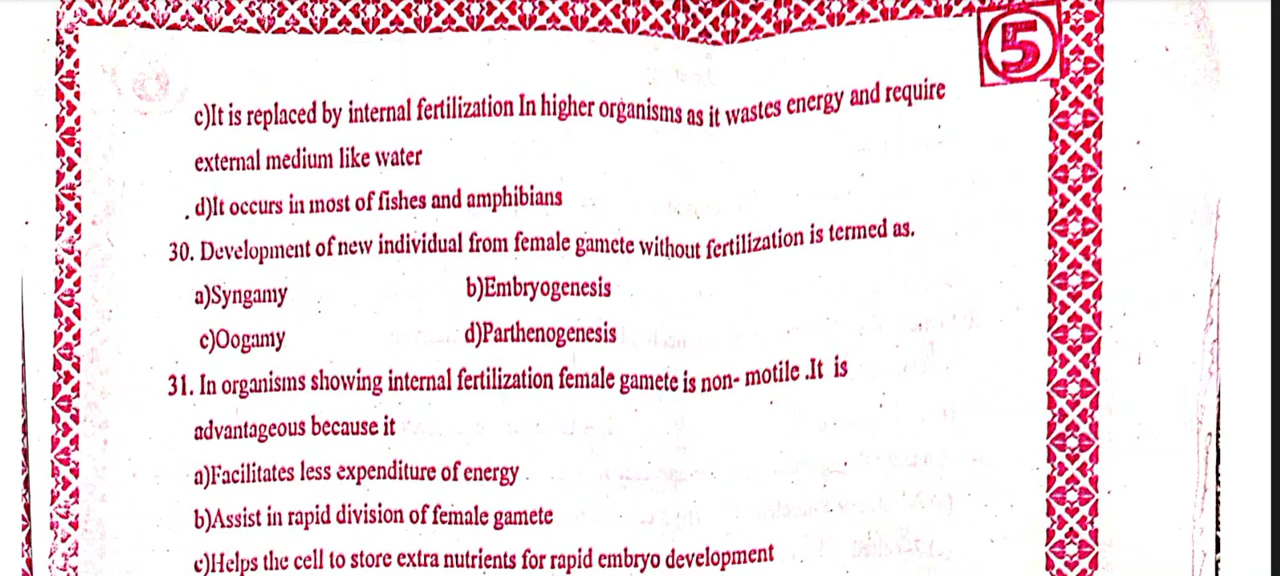 5
c)It is replaced by internal fertilization In higher organisms as it wastes energy and require
external medium like water
d)It occurs in most of fishes and amphibians
30. Development of new individual from female gamete without fertilization is termed as.
a)Syngamy b)Embryogenesis
c)Oogamy d)Parthenogenesis
31. In organisms showing internal fertilization female gamete is non- motile .It is
advantageous because it
a)Facilitates less expenditure of energy
b)Assist in rapid division of female gamete
c)Helps the cell to store extra nutrients for rapid embryo development